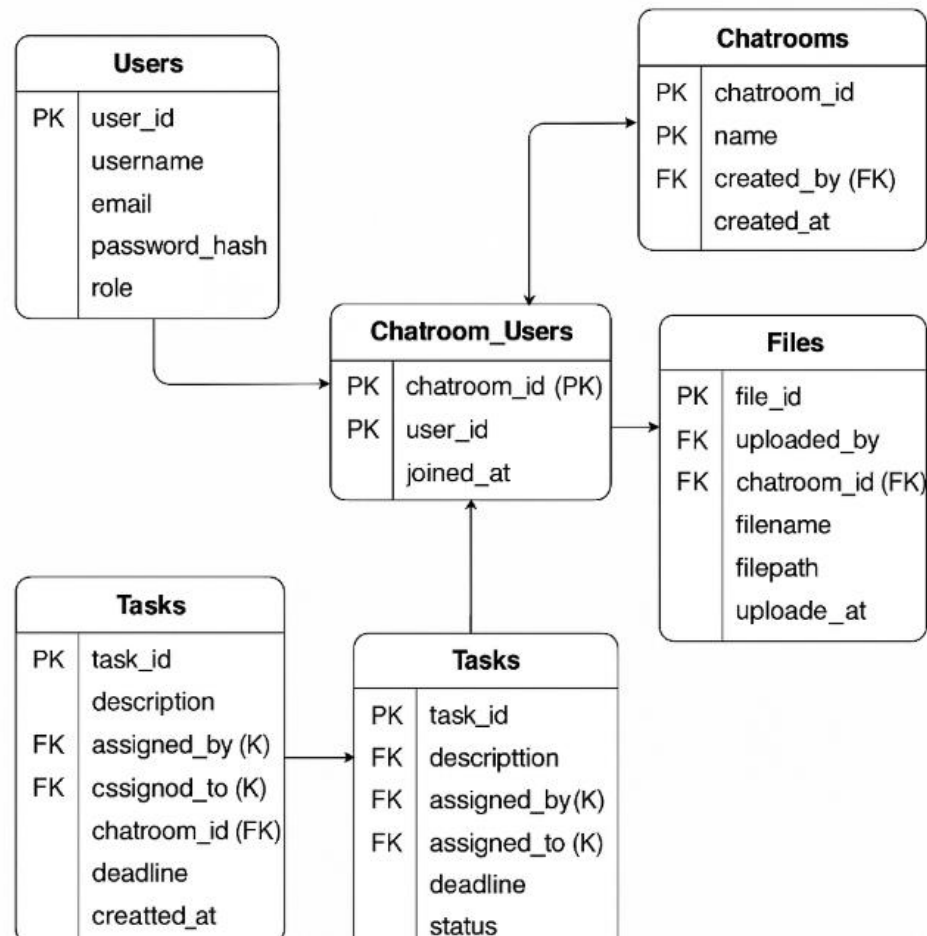 Users
PK user_id
username
email
password_hash
role
Chatrooms
PK chatroom_id
PK name
FK created_by (FK)
created_at
Chatroom_Users
PK chatroom_id (PK)
PK user_id
joined_at
Files
PK file_id
FK uploaded_by
FK chatroom_id (FK)
filename
filepath
uploade_at
Tasks
PK task_id
description
FK assigned_by (K)
FK cssignod_to (K)
chatroom_id (FK)
deadline
creatted_at
Tasks
PK task_id
FK descripttion
FK assigned_by(K)
FK assigned_to (K)
deadline
status